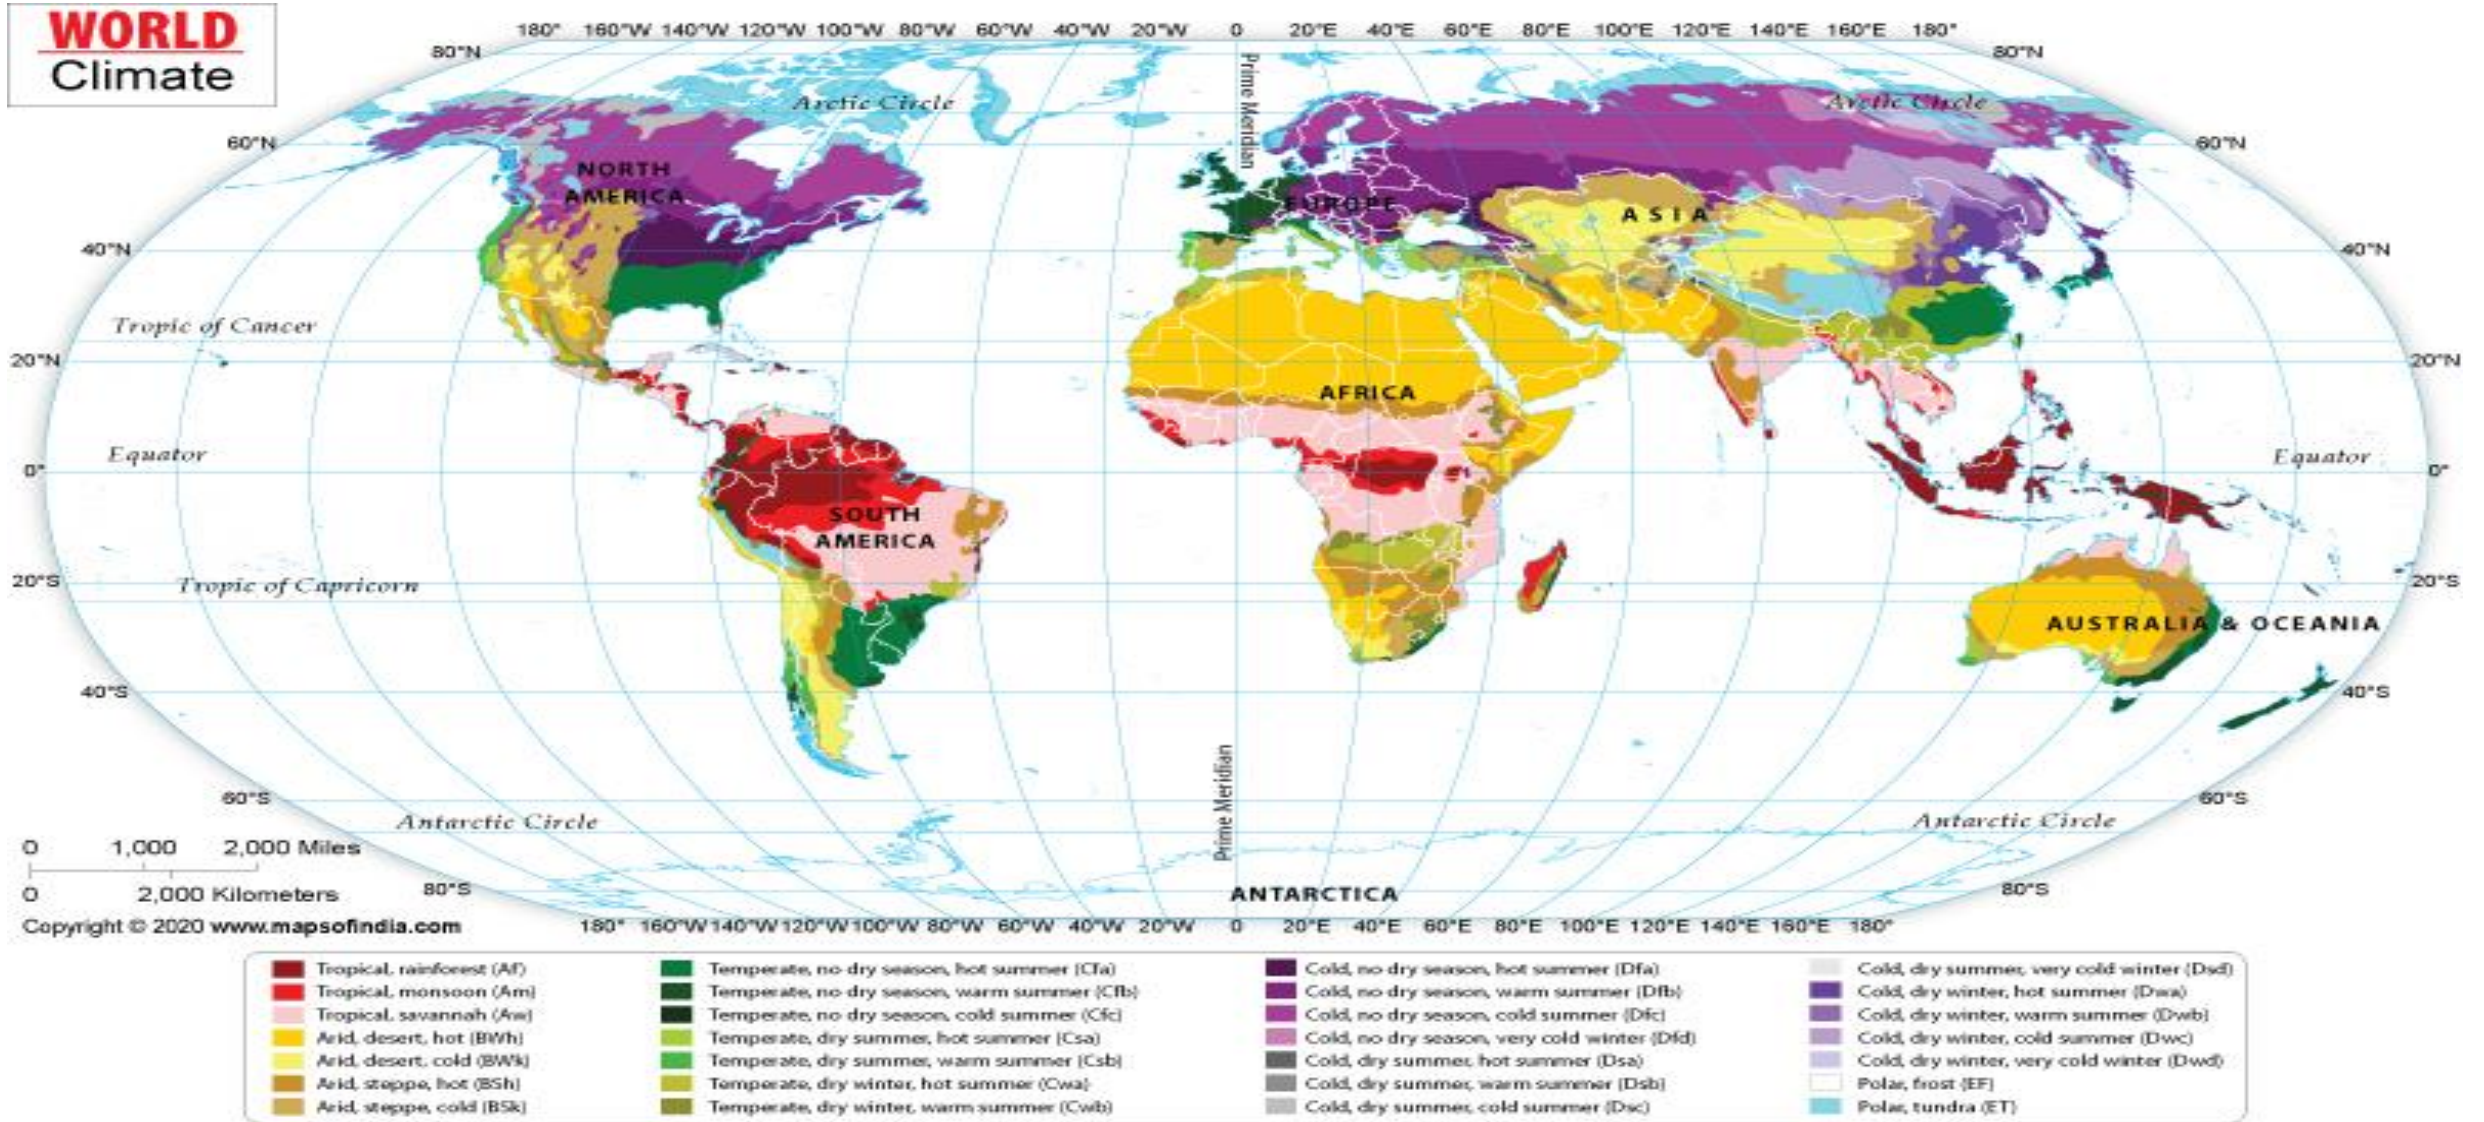 WORLD
Climate
180° 160°W 140°W 120°W 100°W 80°W 60°W 40°W 20°W 0 20°E 40°E 60°E 80°E 100°E 120°E 140°E 160°E 180°
80°N 80°N
Prime Meridian
Arctic Circle Arctic Circle
60°N 60°N
NORTH
AMERICA
EUROPE
ASIA
40°N 40°N
Tropic of Cancer
20°N 20°N
AFRICA
Equator Equator
0° 0°
SOUTH
AMERICA
20°S 20°S
Tropic of Capricorn
AUSTRALIA & OCEANIA
40°S 40°S
Prime Meridian
60°S 60°S
Antarctic Circle Antarctic Circle
0 1,000 2,000 Miles
0 2,000 Kilometers
80°S 80°S
ANTARCTICA
Copyright © 2020 www.mapsofindia.com
180° 160°W 140°W 120°W 100°W 80°W 60°W 40°W 20°W 0 20°E 40°E 60°E 80°E 100°E 120°E 140°E 160°E 180°
Tropical, rainforest (Af)
Tropical, monsoon (Am)
Tropical, savannah (Aw)
Arid, desert, hot (BWh)
Arid, desert, cold (BWk)
Arid, steppe, hot (BSh)
Arid, steppe, cold (BSk)
Temperate, no dry season, hot summer (Cfa)
Temperate, no dry season, warm summer (Cfb)
Temperate, no dry season, cold summer (Cfc)
Temperate, dry summer, hot summer (Csa)
Temperate, dry summer, warm summer (Csb)
Temperate, dry winter, hot summer (Cwa)
Temperate, dry winter, warm summer (Cwb)
Cold, no dry season, hot summer (Dfa)
Cold, no dry season, warm summer (Dfb)
Cold, no dry season, cold summer (Dfc)
Cold, no dry season, very cold winter (Dfd)
Cold, dry summer, hot summer (Dsa)
Cold, dry summer, warm summer (Dsb)
Cold, dry summer, cold summer (Dsc)
Cold, dry summer, very cold winter (Dsd)
Cold, dry winter, hot summer (Dwa)
Cold, dry winter, warm summer (Dwb)
Cold, dry winter, cold summer (Dwc)
Cold, dry winter, very cold winter (Dwd)
Polar, frost (EF)
Polar, tundra (ET)